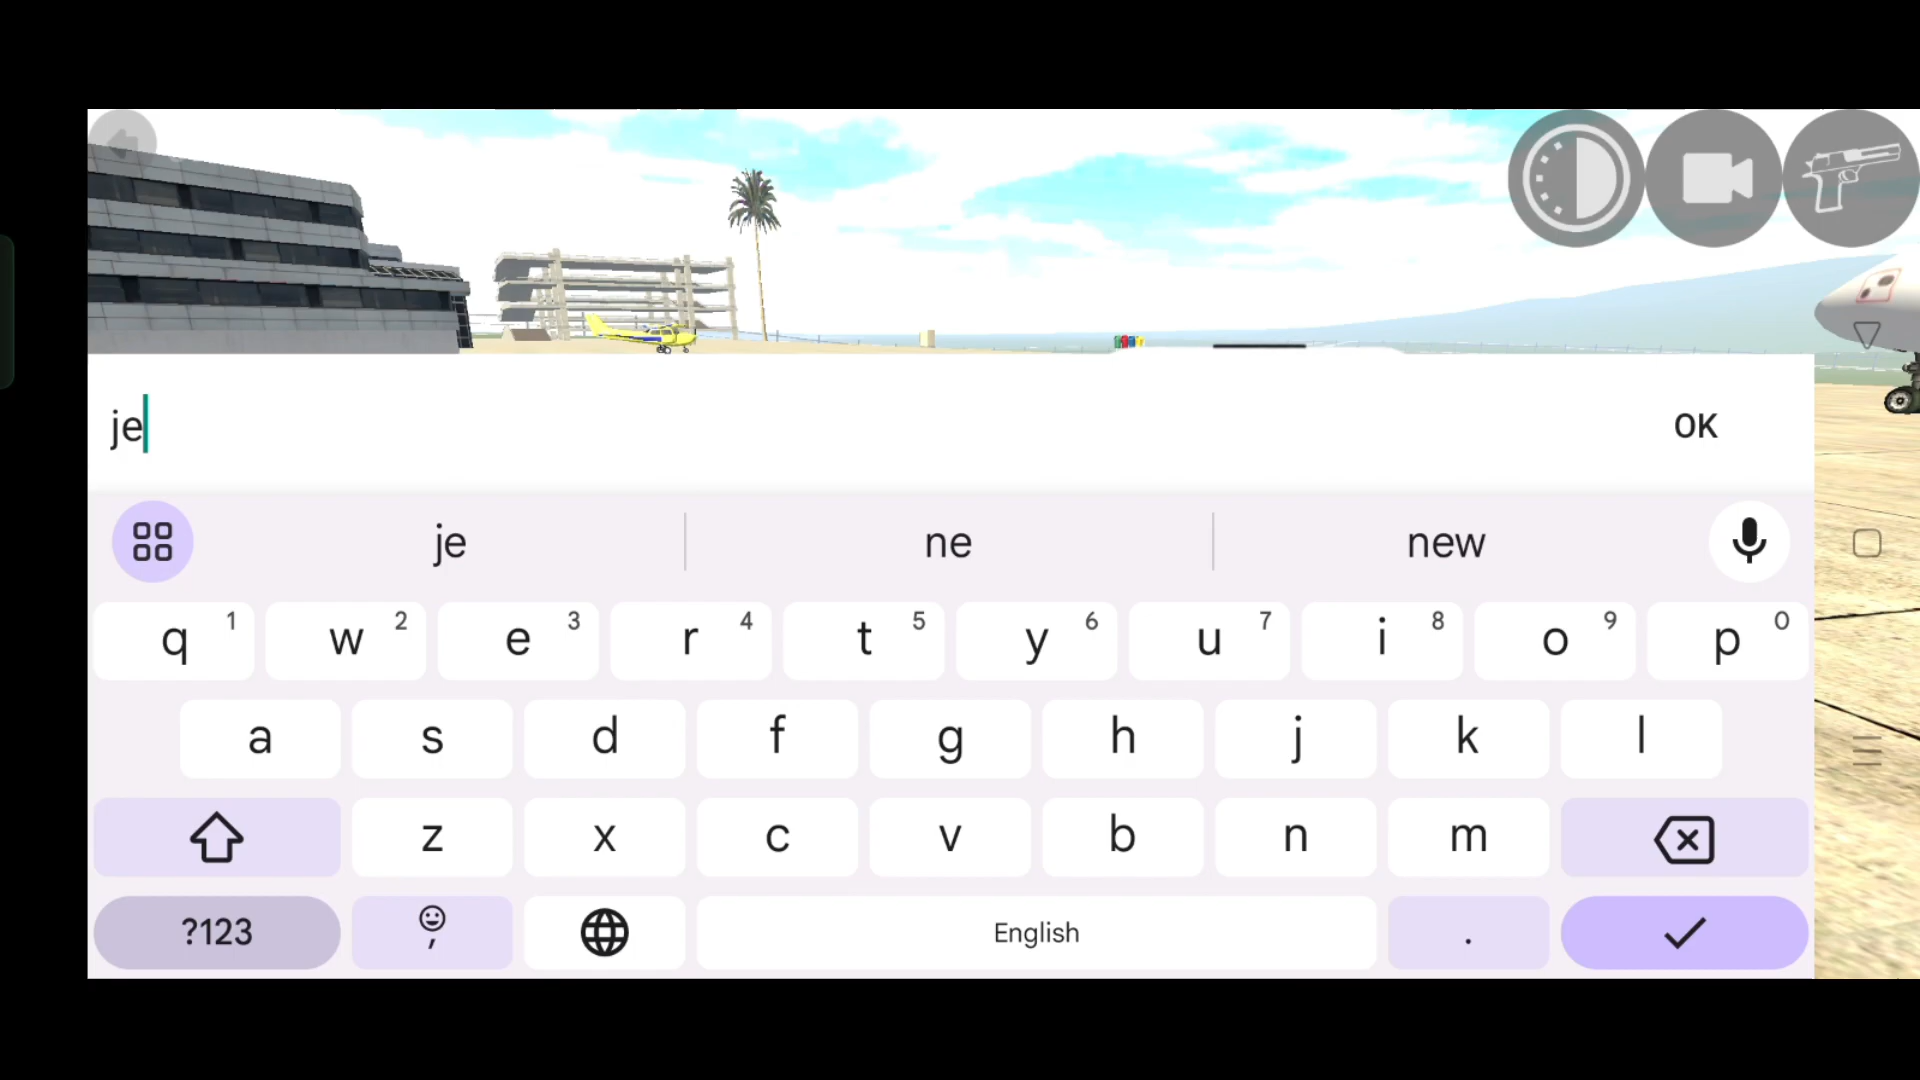 je
OK
je ne new
q 1 w 2 e 3 r 4 t 5 y 6 u 7 i 8 o 9 p 0
a s d f g h j k l
z x c v b n m
?123 , English .